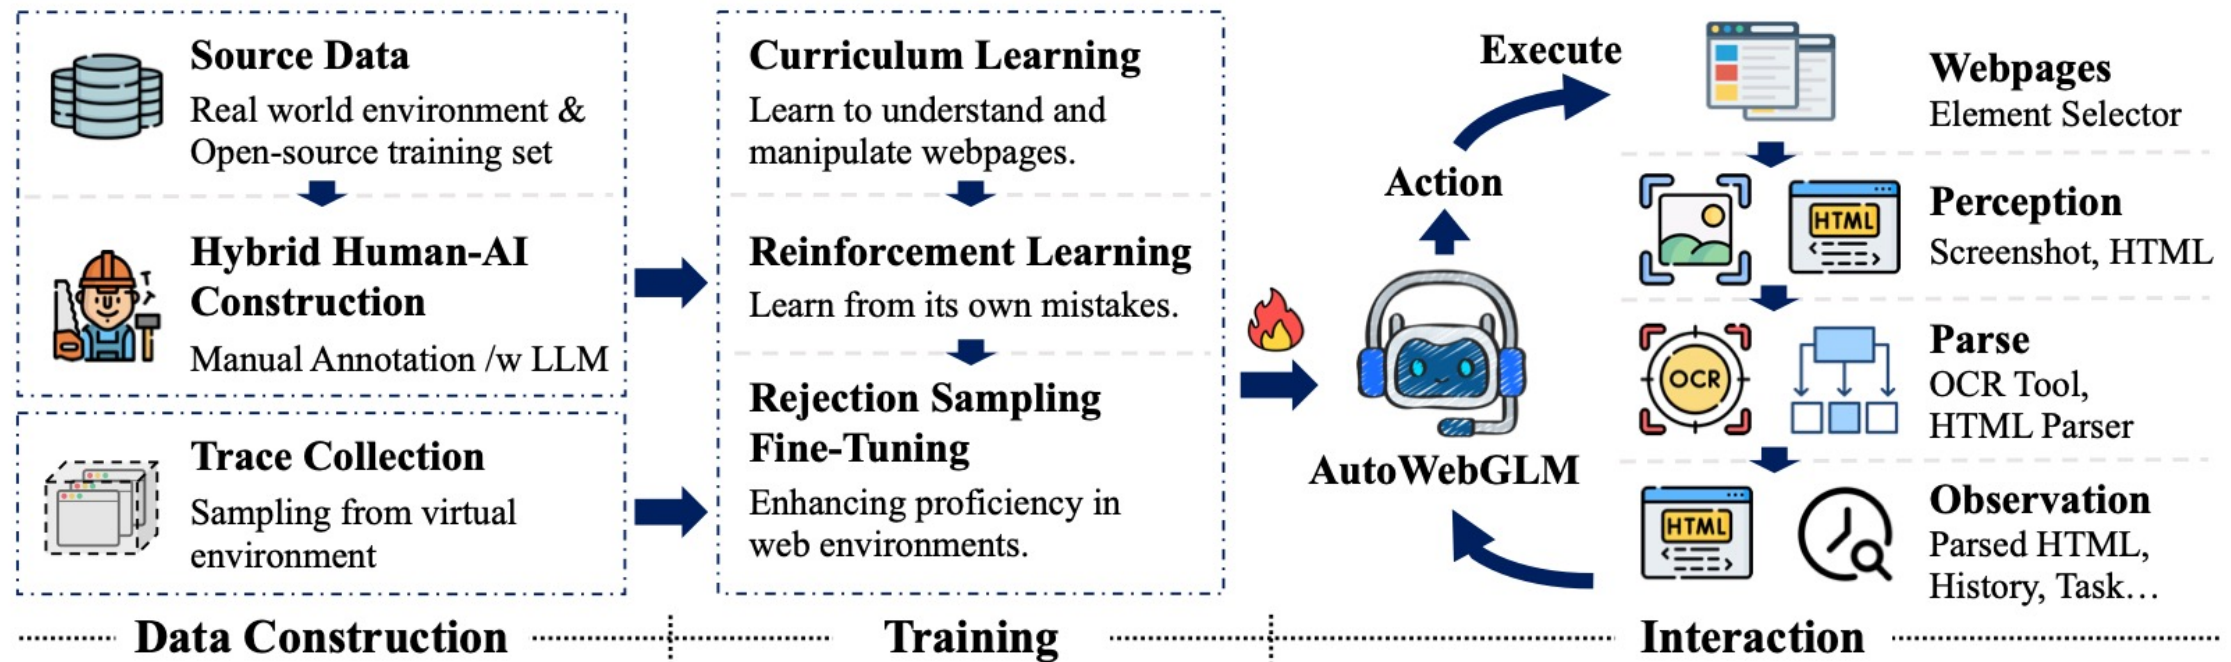 Source Data
Real world environment &
Open-source training set
Hybrid Human-AI
Construction
Manual Annotation /w LLM
Trace Collection
Sampling from virtual
environment
Data Construction
Curriculum Learning
Learn to understand and
manipulate webpages.
Reinforcement Learning
Learn from its own mistakes.
Rejection Sampling
Fine-Tuning
Enhancing proficiency in
web environments.
Training
Execute
Action
AutoWebGLM
Webpages
Element Selector
HTML
Perception
Screenshot, HTML
OCR
Parse
OCR Tool,
HTML Parser
HTML
Observation
Parsed HTML,
History, Task...
Interaction